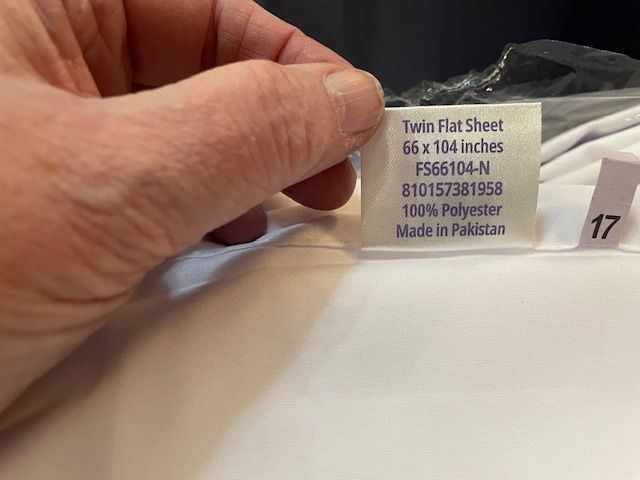 Twin Flat Sheet
66 x 104 inches
FS66104-N
810157381958
100% Polyester
Made in Pakistan
17